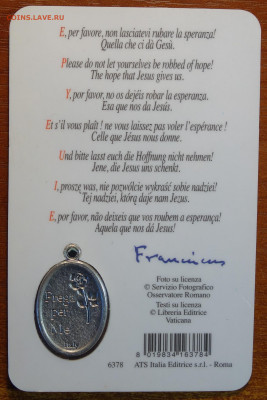 МОНЕТЫ
COINS.LAVE.RU
E, per favore, non lasciatevi rubare la speranza!
Quella che ci dà Gesù.
Please do not let yourselves be robbed of hope!
The hope that Jesus gives us.
Y, por favor, no os dejéis robar la esperanza.
Esa que nos da Jesús.
Et s'il vous plaît ! ne vous laissez pas voler l'espérance !
Celle que Jésus nous donne.
Und bitte lasst euch die Hoffnung nicht nehmen!
Jene, die Jesus uns schenkt.
I, proszę was, nie pozwólcie wykraść sobie nadziei!
Tej nadziei, którą daje nam Jezus.
E, por favor, não deixeis que vos roubem a esperança!
Aquela que nos dá Jesus!
Franciscus
Prega
per
Me
ITALY
Foto su licenza
© Servizio Fotografico
Osservatore Romano
Testi su licenza
© Libreria Editrice
Vaticana
8 019834 183784
6378 ATS Italia Editrice s.r.l. - Roma